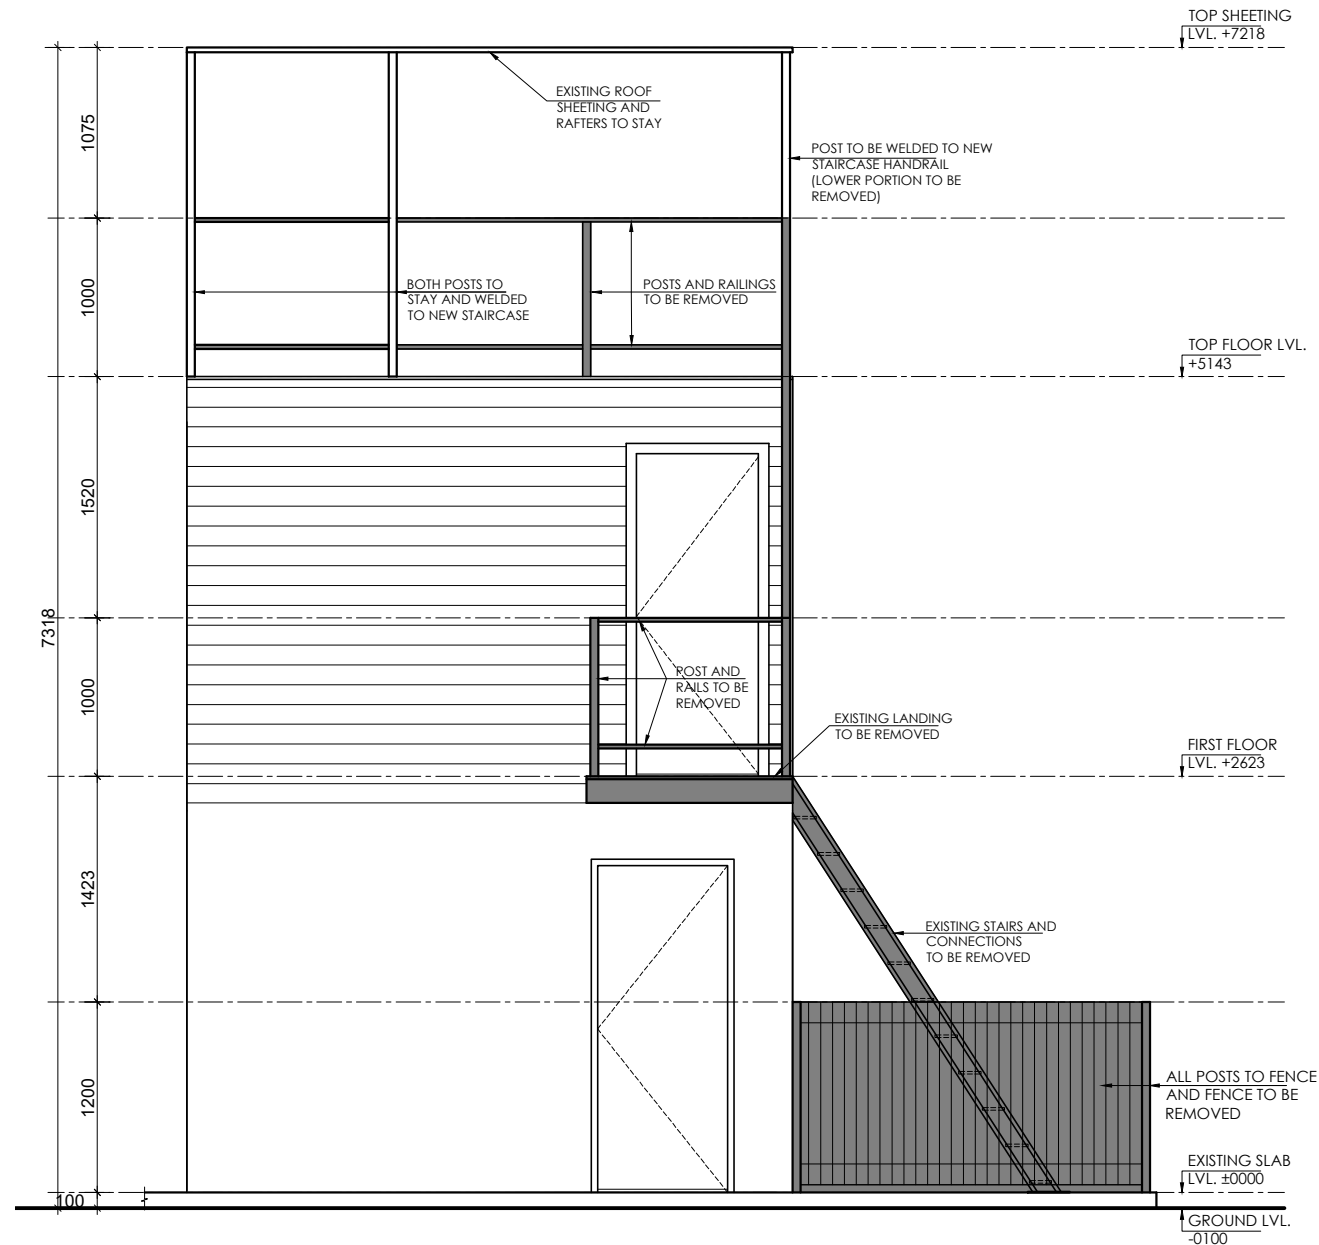 TOP SHEETING
LVL. +7218
EXISTING ROOF
SHEETING AND
RAFTERS TO STAY
1075
POST TO BE WELDED TO NEW
STAIRCASE HANDRAIL
(LOWER PORTION TO BE
REMOVED)
1000
BOTH POSTS TO
STAY AND WELDED
TO NEW STAIRCASE
POSTS AND RAILINGS
TO BE REMOVED
TOP FLOOR LVL.
+5143
1520
7318
1000
POST AND
RAILS TO BE
REMOVED
EXISTING LANDING
TO BE REMOVED
FIRST FLOOR
LVL. +2623
1423
EXISTING STAIRS AND
CONNECTIONS
TO BE REMOVED
1200
ALL POSTS TO FENCE
AND FENCE TO BE
REMOVED
EXISTING SLAB
LVL. ±0000
100
GROUND LVL.
-0100